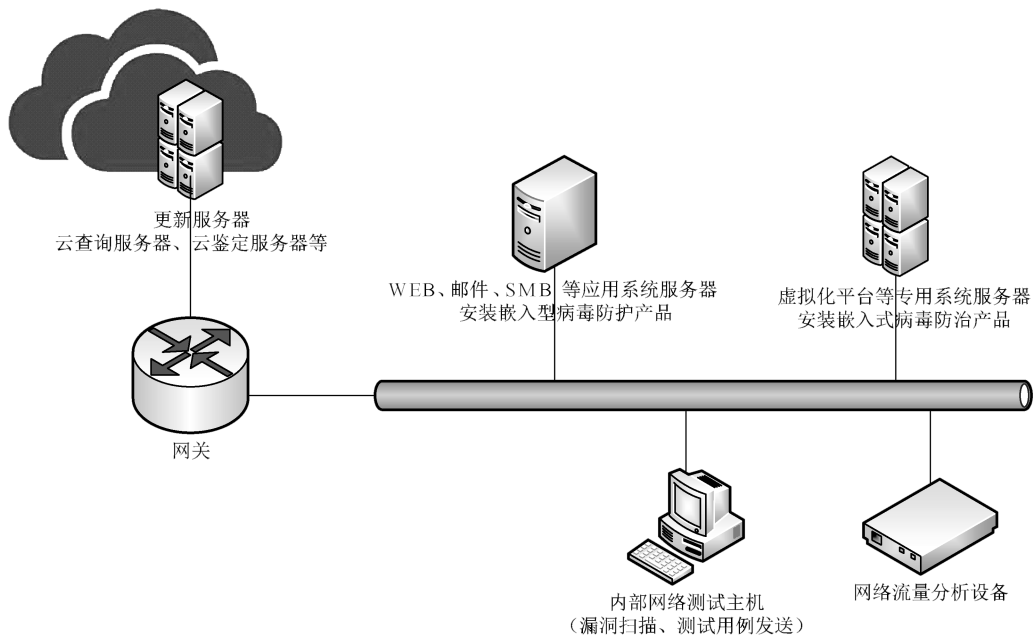 更新服务器
云查询服务器、云鉴定服务器等
WEB、邮件、SMB 等应用系统服务器
安装嵌入型病毒防护产品
虚拟化平台等专用系统服务器
安装嵌入式病毒防治产品
网关
内部网络测试主机
（漏洞扫描、测试用例发送）
网络流量分析设备